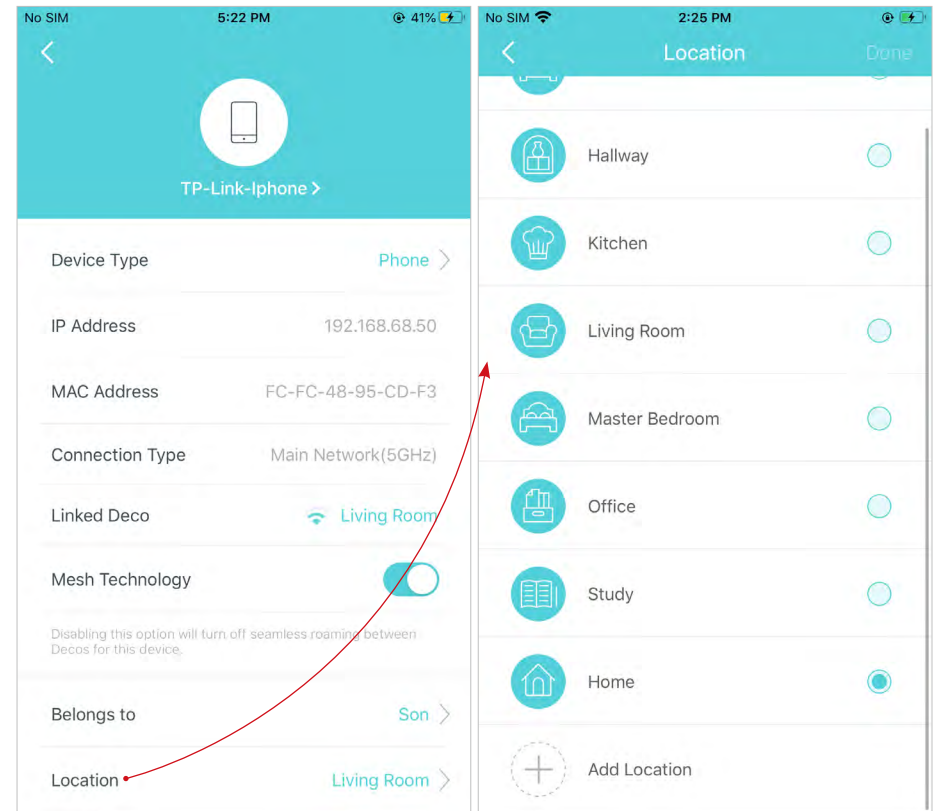 No SIM 5:22 PM 41%
TP-Link-Iphone >
Device Type Phone >
IP Address 192.168.68.50
MAC Address FC-FC-48-95-CD-F3
Connection Type Main Network(5GHz)
Linked Deco Living Room
Mesh Technology
Disabling this option will turn off seamless roaming between
Decos for this device.
Belongs to Son >
Location Living Room >
No SIM 2:25 PM
Location Done
Hallway
Kitchen
Living Room
Master Bedroom
Office
Study
Home
Add Location